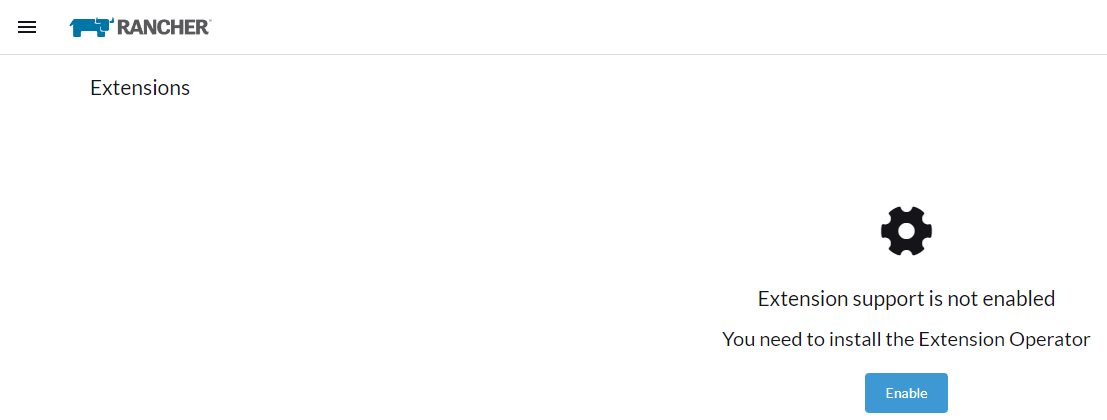 RANCHER
Extensions
Extension support is not enabled
You need to install the Extension Operator
Enable